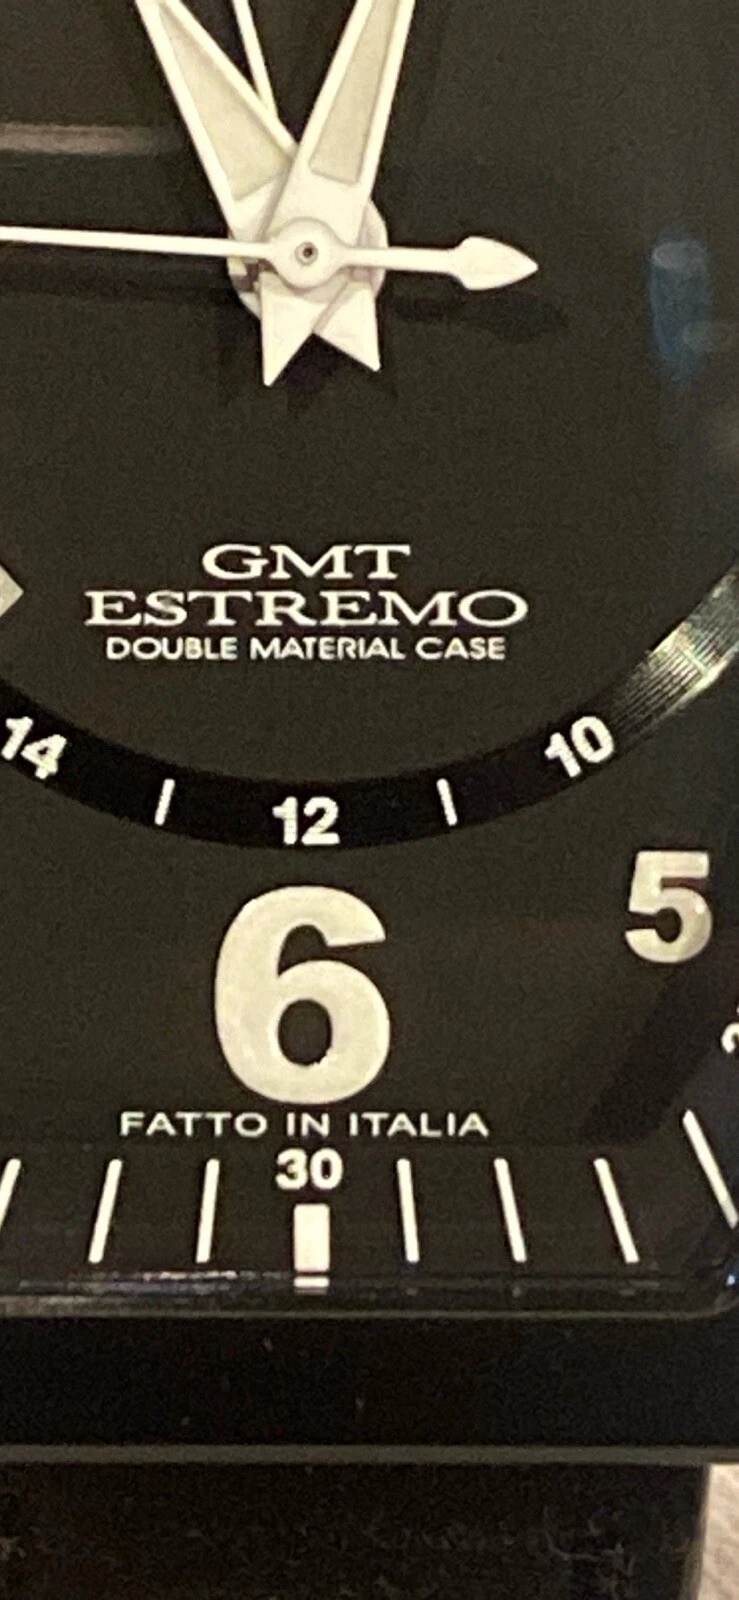 GMT
ESTREMO
DOUBLE MATERIAL CASE
14
12
10
6
5
FATTO IN ITALIA
30